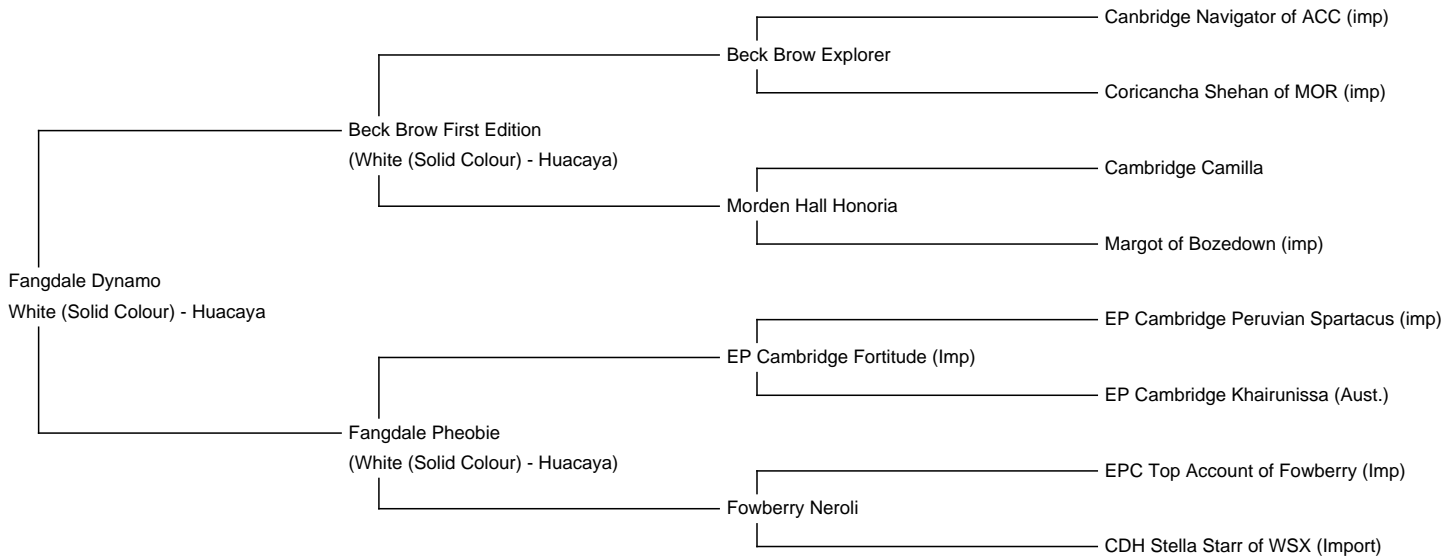 Canbridge Navigator of ACC (imp)
Beck Brow Explorer
Coricancha Shehan of MOR (imp)
Beck Brow First Edition
(White (Solid Colour) - Huacaya)
Cambridge Camilla
Morden Hall Honoria
Margot of Bozedown (imp)
Fangdale Dynamo
White (Solid Colour) - Huacaya
EP Cambridge Peruvian Spartacus (imp)
EP Cambridge Fortitude (Imp)
EP Cambridge Khairunissa (Aust.)
Fangdale Pheobie
(White (Solid Colour) - Huacaya)
EPC Top Account of Fowberry (Imp)
Fowberry Neroli
CDH Stella Starr of WSX (Import)